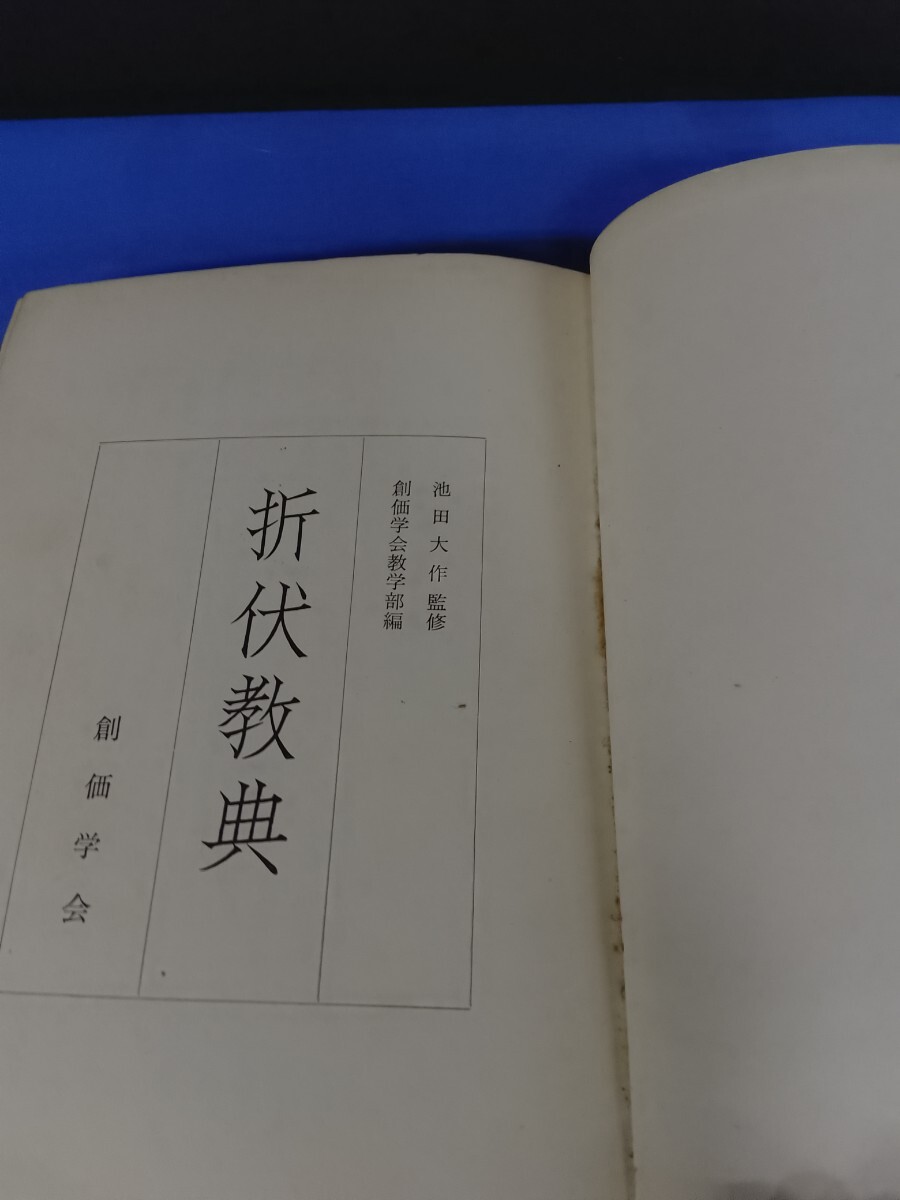 池田大作監修
創価学会教学部編
折伏教典
創価学会